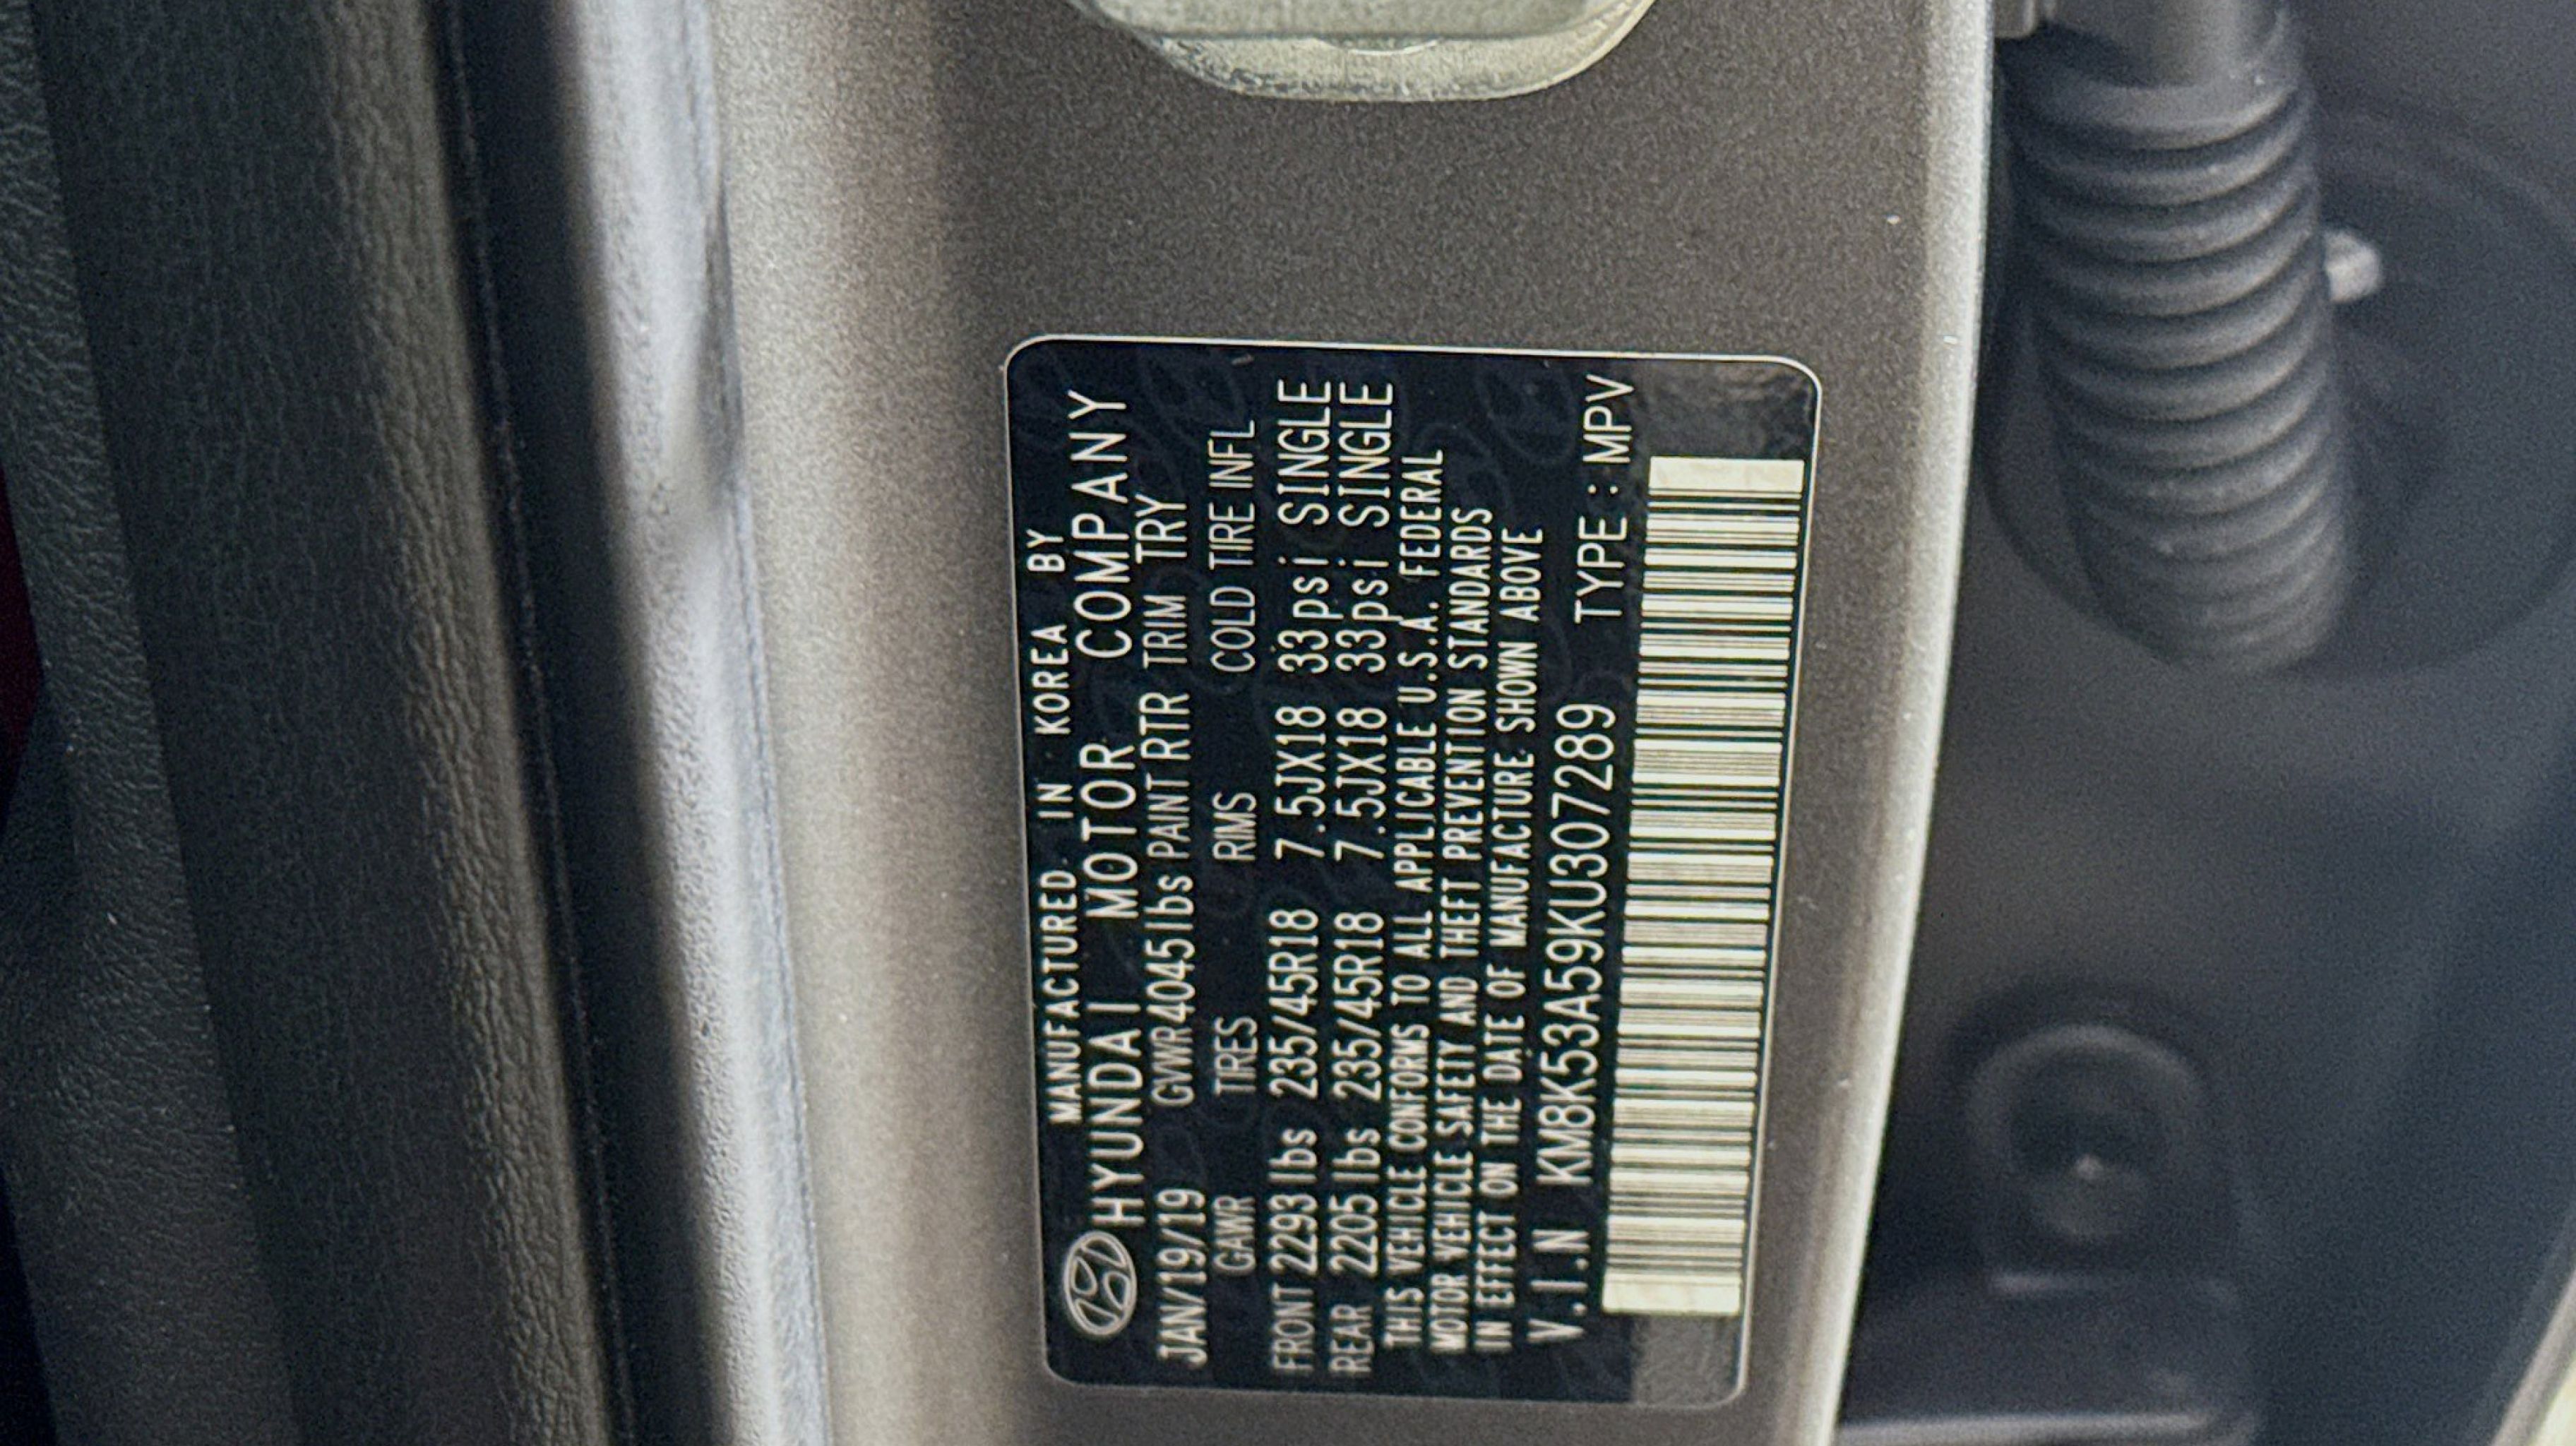 MANUFACTURED IN KOREA BY
HYUNDAI MOTOR COMPANY
JAN/19/19 GVWR 4045lbs PAINT RTR TRIM TRY
GAWR TIRES RIMS COLD TIRE INFL
FRONT 2293 lbs 235/45R18 7.5JX18 33psi SINGLE
REAR 2205 lbs 235/45R18 7.5JX18 33psi SINGLE
THIS VEHICLE CONFORMS TO ALL APPLICABLE U.S.A. FEDERAL
MOTOR VEHICLE SAFETY AND THEFT PREVENTION STANDARDS
IN EFFECT ON THE DATE OF MANUFACTURE SHOWN ABOVE
V.I.N KM8K53A59KU307289 TYPE : MPV